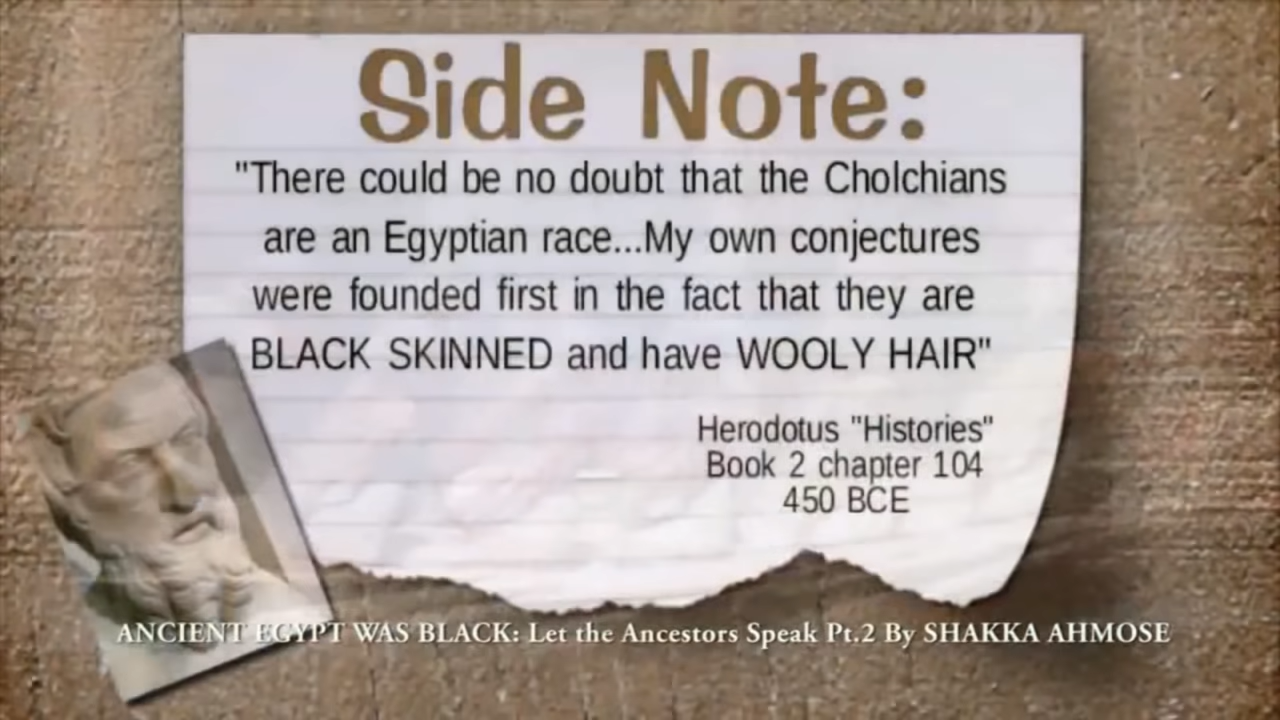 Side Note:
"There could be no doubt that the Cholchians
are an Egyptian race...My own conjectures
were founded first in the fact that they are
BLACK SKINNED and have WOOLY HAIR"
Herodotus "Histories"
Book 2 chapter 104
450 BCE
ANCIENT EGYPT WAS BLACK: Let the Ancestors Speak Pt.2 By SHAKKA AHMOSE